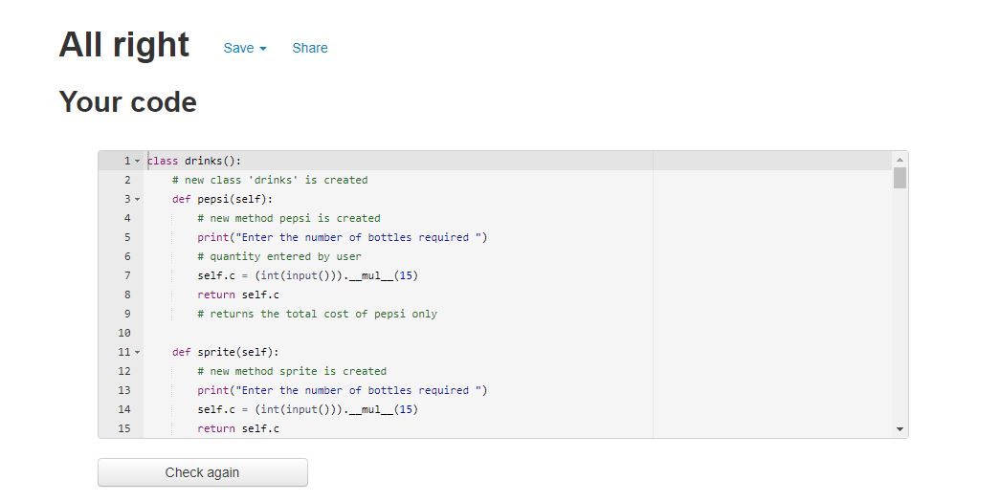 All right Save Share
Your code
1 class drinks():
2 # new class 'drinks' is created
3 def pepsi(self):
4 # new method pepsi is created
5 print("Enter the number of bottles required ")
6 # quantity entered by user
7 self.c = (int(input())).__mul__(15)
8 return self.c
9 # returns the total cost of pepsi only
10
11 def sprite(self):
12 # new method sprite is created
13 print("Enter the number of bottles required ")
14 self.c = (int(input())).__mul__(15)
15 return self.c
Check again